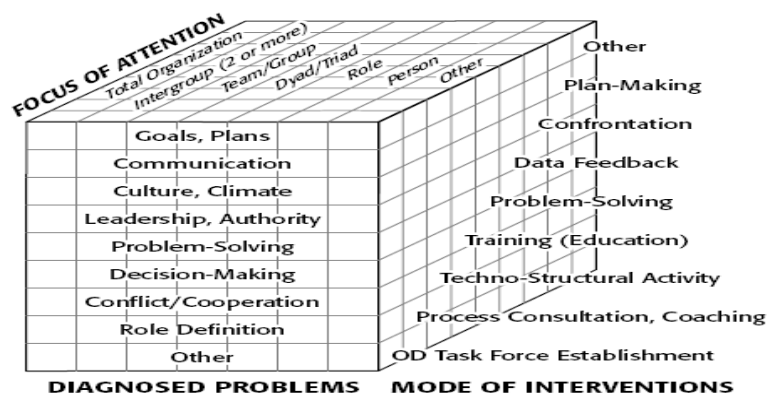 FOCUS OF ATTENTION
Total Organization
Intergroup (2 or more)
Team/Group
Dyad/Triad
Role
Person
Other
Goals, Plans
Communication
Culture, Climate
Leadership, Authority
Problem-Solving
Decision-Making
Conflict/Cooperation
Role Definition
Other
DIAGNOSED PROBLEMS
Other
Plan-Making
Confrontation
Data Feedback
Problem-Solving
Training (Education)
Techno-Structural Activity
Process Consultation, Coaching
OD Task Force Establishment
MODE OF INTERVENTIONS